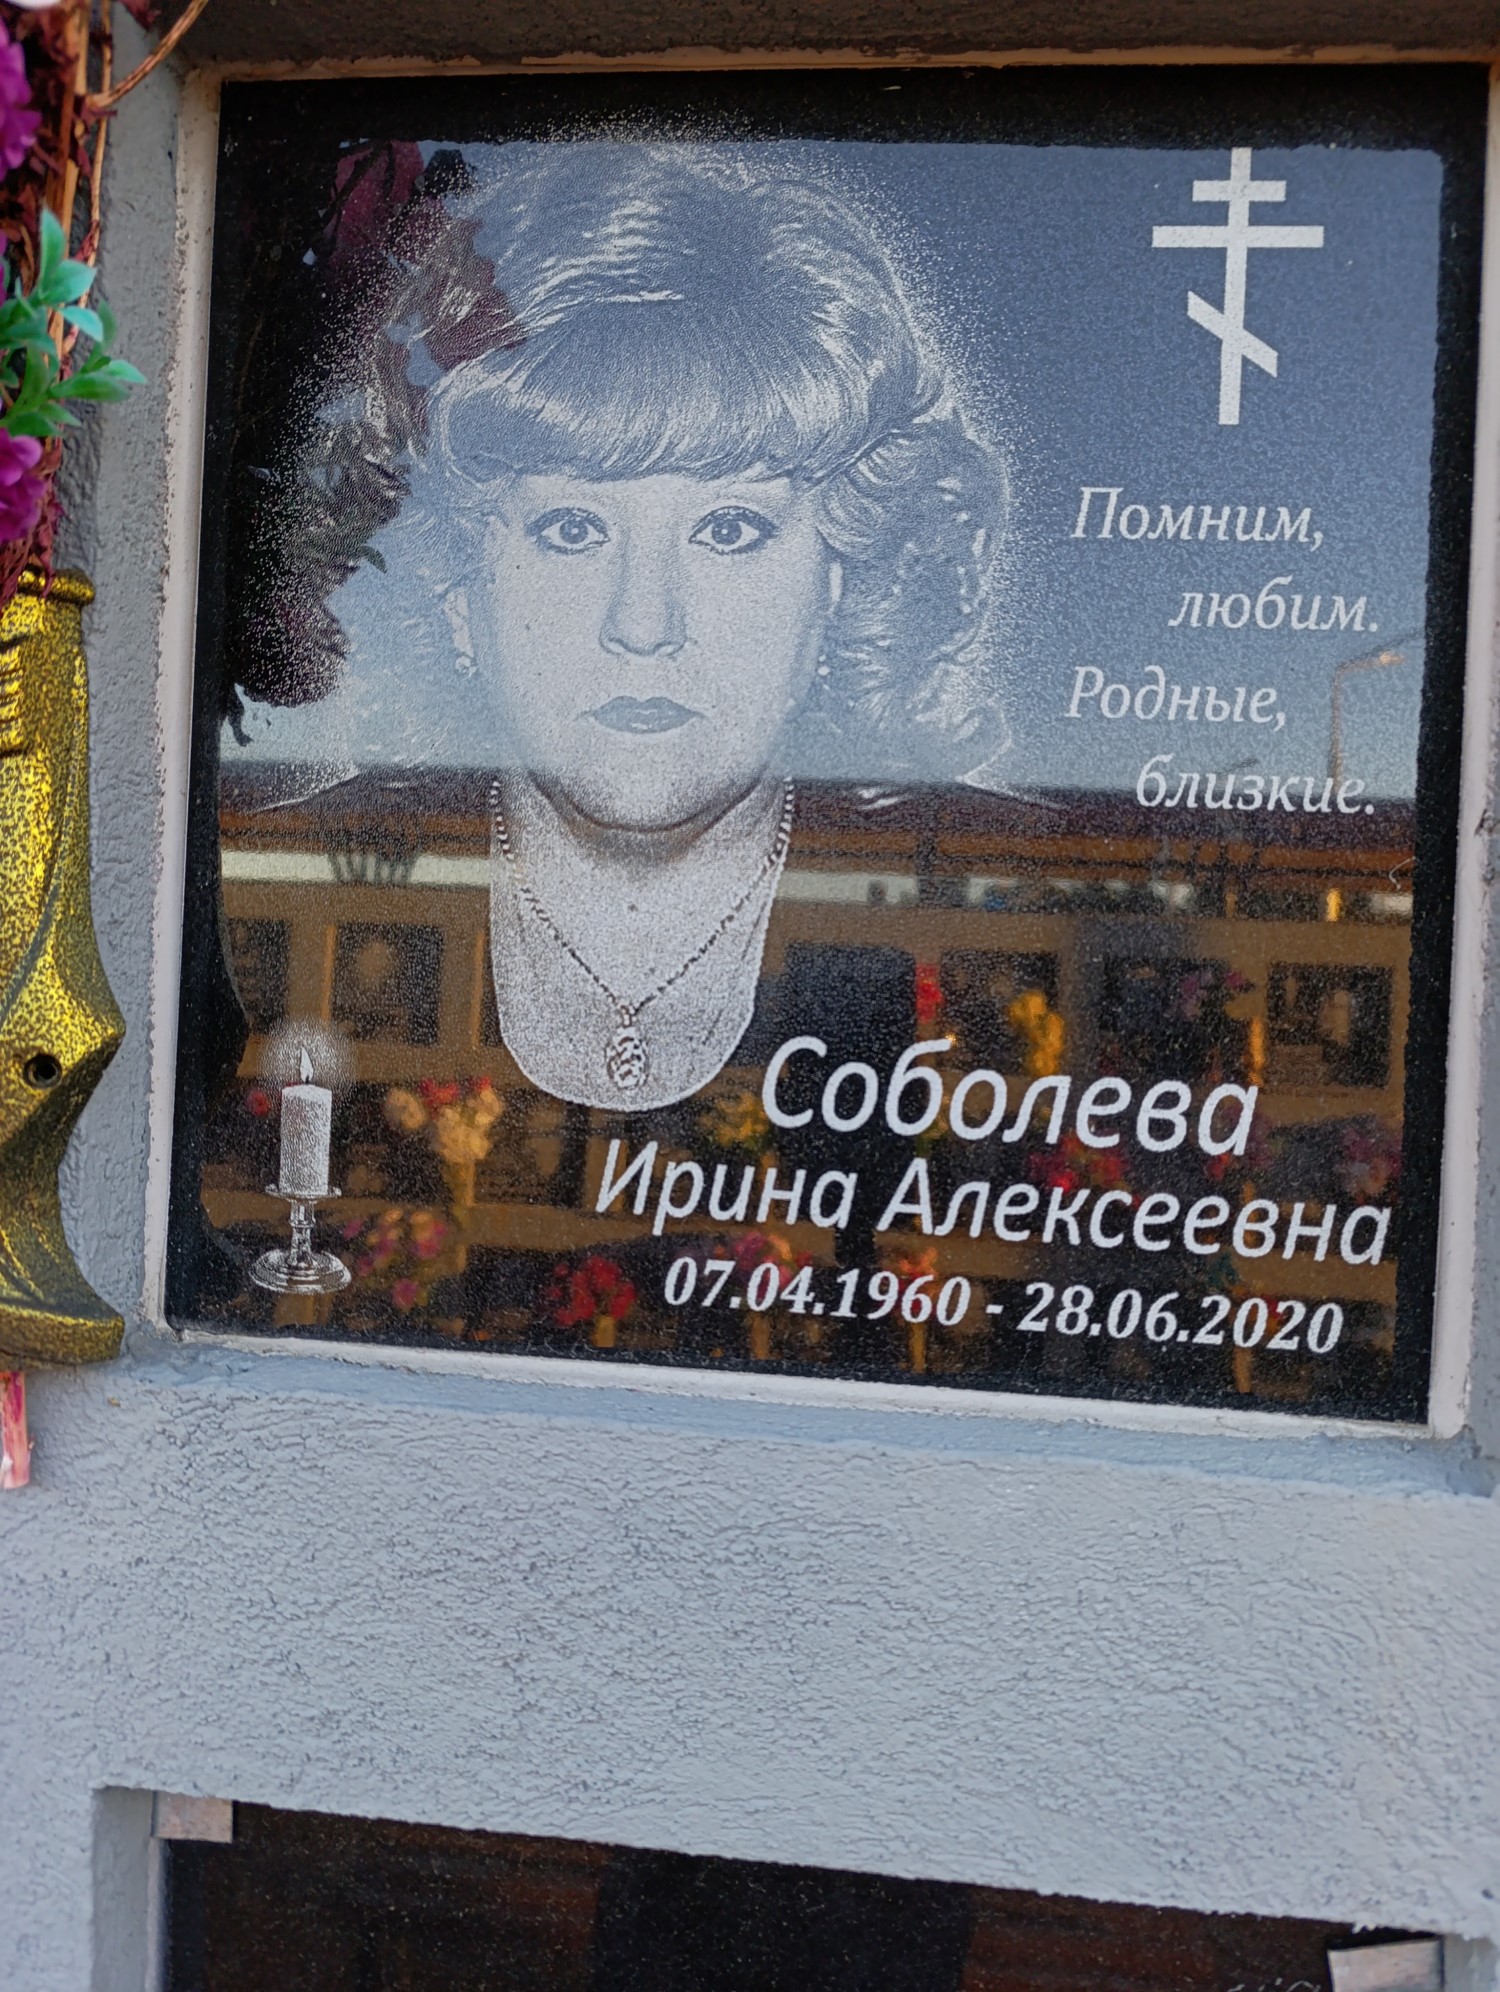 Помним,
любим.
Родные,
близкие.
Соболева
Ирина Алексеевна
07.04.1960 - 28.06.2020